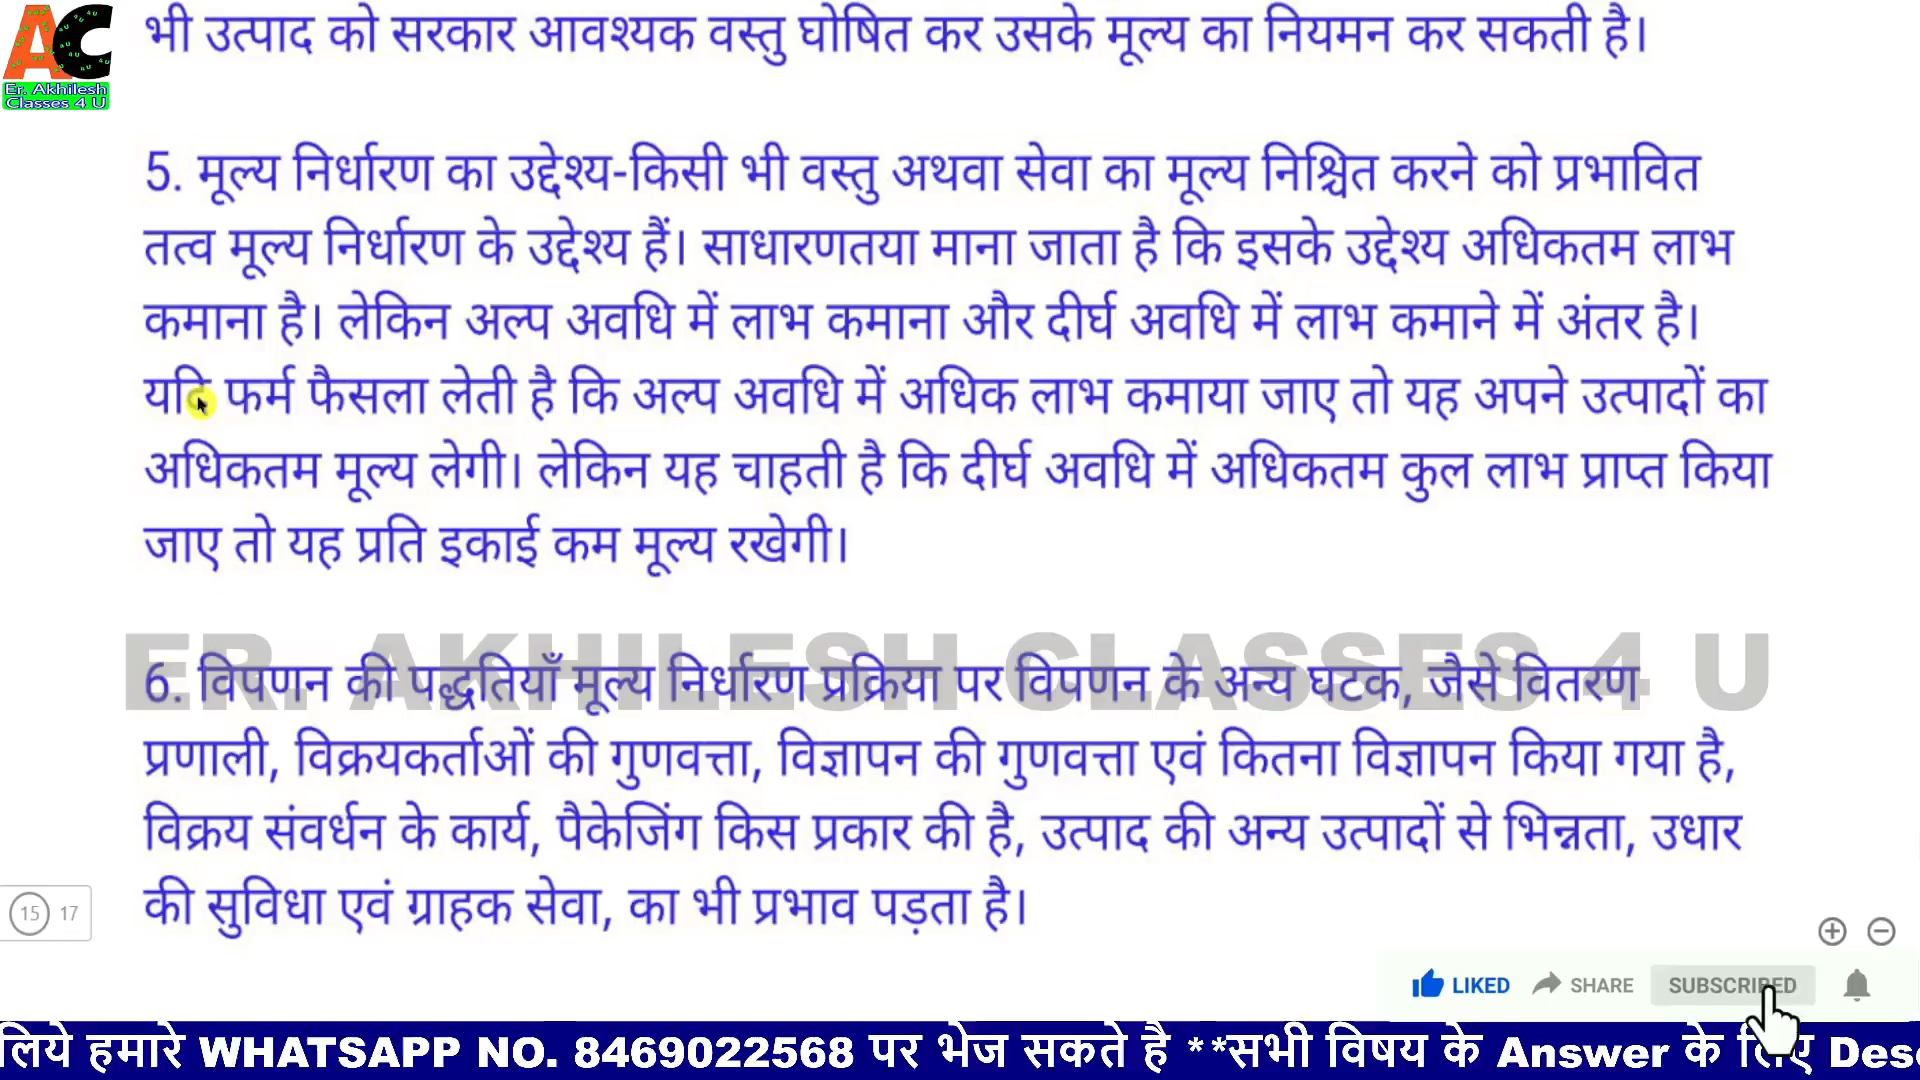 AC
Er. Akhilesh
Classes 4 U
भी उत्पाद को सरकार आवश्यक वस्तु घोषित कर उसके मूल्य का नियमन कर सकती है।
5. मूल्य निर्धारण का उद्देश्य-किसी भी वस्तु अथवा सेवा का मूल्य निश्चित करने को प्रभावित
तत्व मूल्य निर्धारण के उद्देश्य हैं। साधारणतया माना जाता है कि इसके उद्देश्य अधिकतम लाभ
कमाना है। लेकिन अल्प अवधि में लाभ कमाना और दीर्घ अवधि में लाभ कमाने में अंतर है।
यदि फर्म फैसला लेती है कि अल्प अवधि में अधिक लाभ कमाया जाए तो यह अपने उत्पादों का
अधिकतम मूल्य लेगी। लेकिन यह चाहती है कि दीर्घ अवधि में अधिकतम कुल लाभ प्राप्त किया
जाए तो यह प्रति इकाई कम मूल्य रखेगी।
ER. AKHILESH CLASSES 4 U
6. विपणन की पद्धतियाँ मूल्य निर्धारण प्रक्रिया पर विपणन के अन्य घटक, जैसे वितरण
प्रणाली, विक्रयकर्ताओं की गुणवत्ता, विज्ञापन की गुणवत्ता एवं कितना विज्ञापन किया गया है,
विक्रय संवर्धन के कार्य, पैकेजिंग किस प्रकार की है, उत्पाद की अन्य उत्पादों से भिन्नता, उधार
की सुविधा एवं ग्राहक सेवा, का भी प्रभाव पड़ता है।
15 17
LIKED SHARE SUBSCRIBED
लिये हमारे WHATSAPP NO. 8469022568 पर भेज सकते है **सभी विषय के Answer के लिए Desc